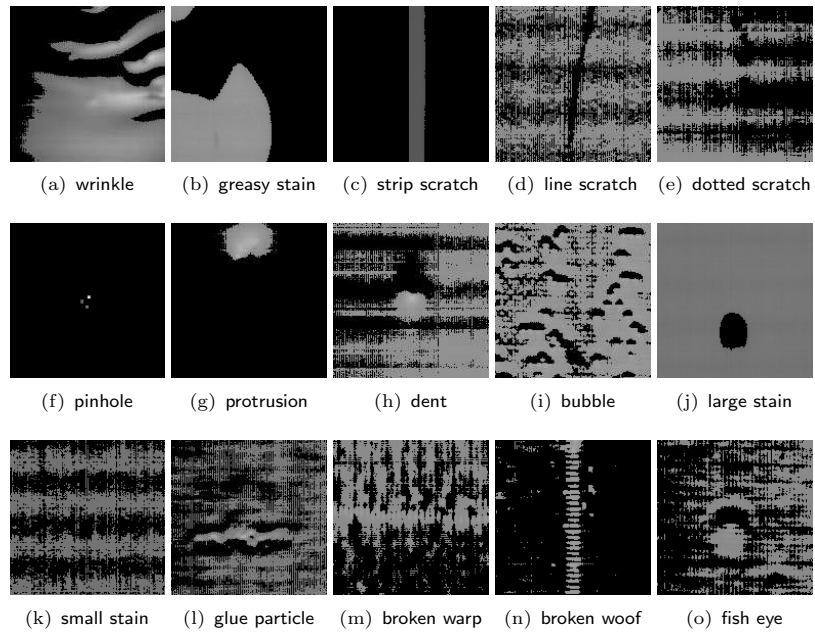 (a) wrinkle (b) greasy stain (c) strip scratch (d) line scratch (e) dotted scratch
(f) pinhole (g) protrusion (h) dent (i) bubble (j) large stain
(k) small stain (l) glue particle (m) broken warp (n) broken woof (o) fish eye